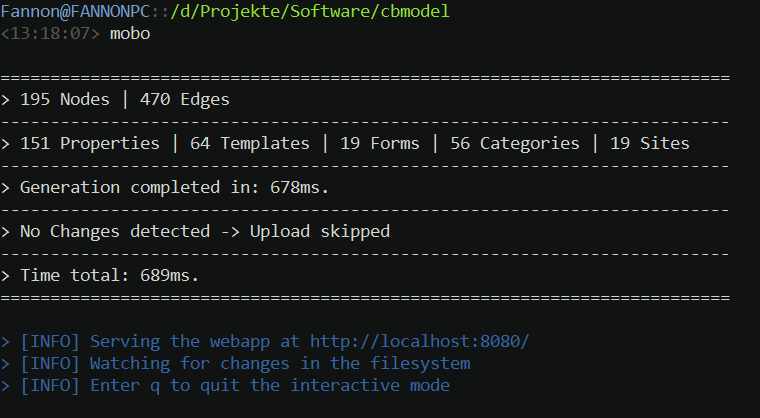 Fannon@FANNONPC::/d/Projekte/Software/cbmodel
<13:18:07> mobo
=========================================================================
> 195 Nodes | 470 Edges
-------------------------------------------------------------------------
> 151 Properties | 64 Templates | 19 Forms | 56 Categories | 19 Sites
-------------------------------------------------------------------------
> Generation completed in: 678ms.
-------------------------------------------------------------------------
> No Changes detected -> Upload skipped
-------------------------------------------------------------------------
> Time total: 689ms.
=========================================================================
> [INFO] Serving the webapp at http://localhost:8080/
> [INFO] Watching for changes in the filesystem
> [INFO] Enter q to quit the interactive mode